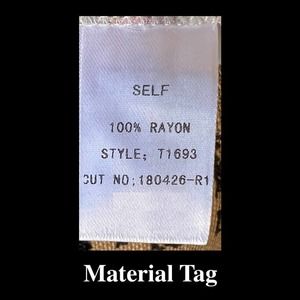 SELF
100% RAYON
STYLE; T1693
CUT NO;180426-R1
Material Tag